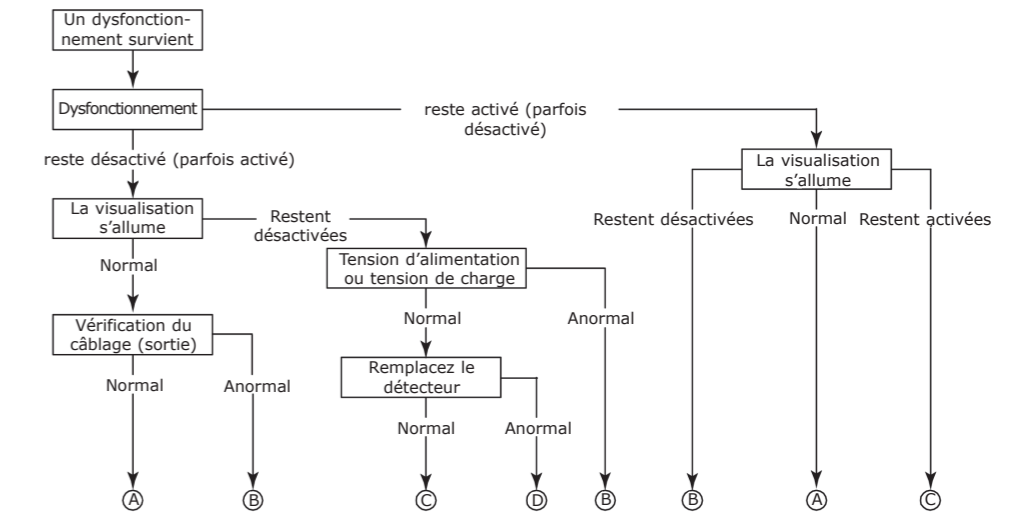 Un dysfonction-
nement survient
Dysfonctionnement
reste activé (parfois
désactivé)
reste désactivé (parfois activé)
La visualisation
s'allume
La visualisation
s'allume
Restent
désactivées
Restent désactivées
Normal
Restent activées
Normal
Tension d'alimentation
ou tension de charge
Vérification du
câblage (sortie)
Normal
Anormal
Remplacez le
détecteur
Normal
Anormal
Normal
Anormal
A
B
C
D
B
B
A
C